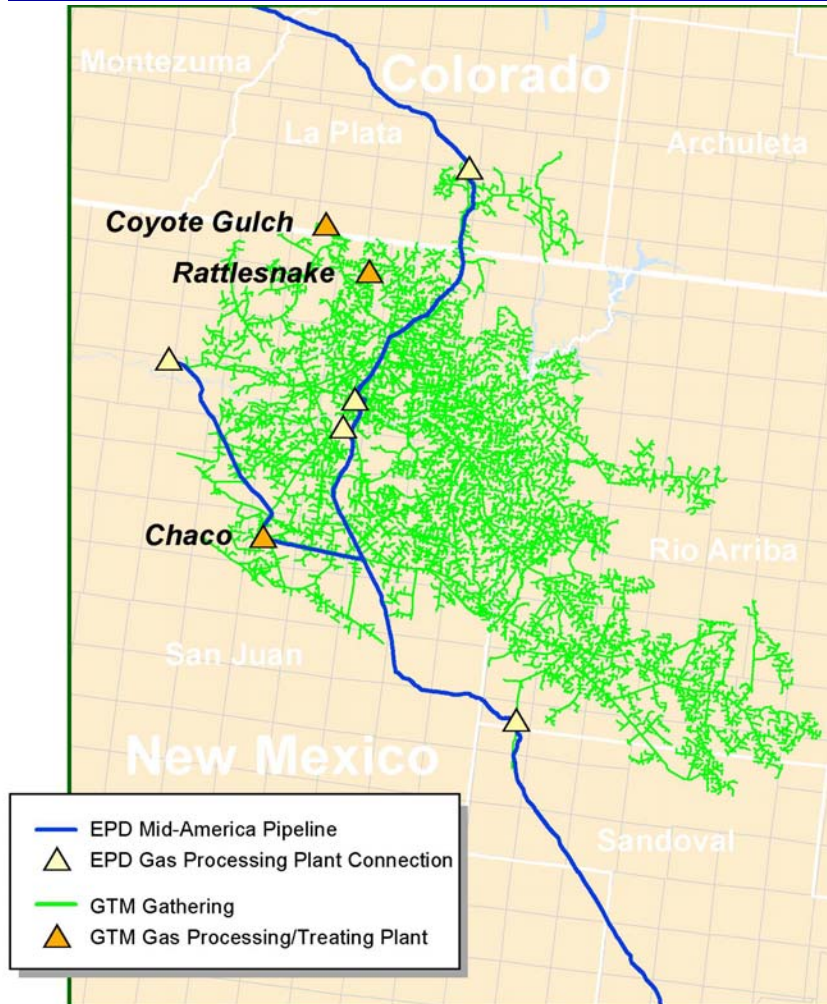 Montezuma
Colorado
La Plata
Archuleta
Coyote Gulch
Rattlesnake
Chaco
Rio Arriba
San Juan
New Mexico
Sandoval
EPD Mid-America Pipeline
EPD Gas Processing Plant Connection
GTM Gathering
GTM Gas Processing/Treating Plant